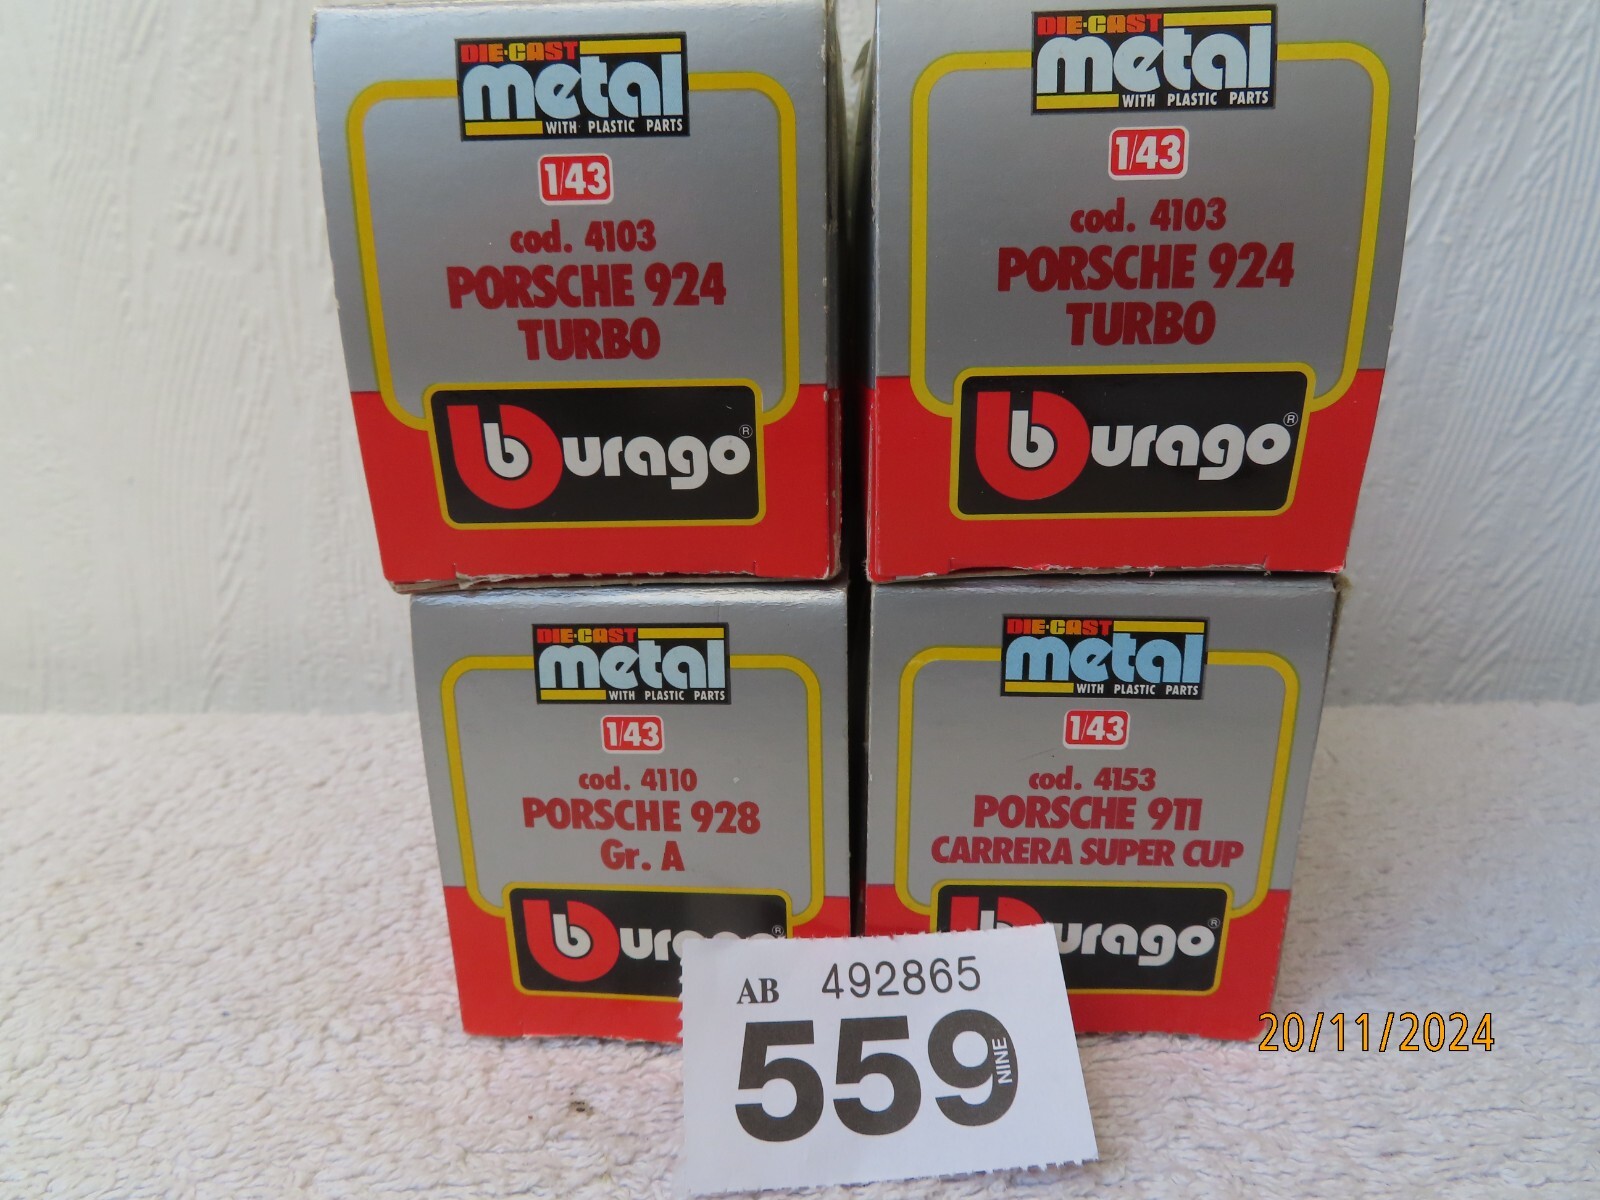 DIE-CAST
metal
WITH PLASTIC PARTS
1/43
cod. 4103
PORSCHE 924
TURBO
burago®
DIE-CAST
metal
WITH PLASTIC PARTS
1/43
cod. 4103
PORSCHE 924
TURBO
burago®
DIE-CAST
metal
WITH PLASTIC PARTS
1/43
cod. 4110
PORSCHE 928
Gr. A
burago®
DIE-CAST
metal
WITH PLASTIC PARTS
1/43
cod. 4153
PORSCHE 911
CARRERA SUPER CUP
burago®
AB 492865
559
NINE
20/11/2024